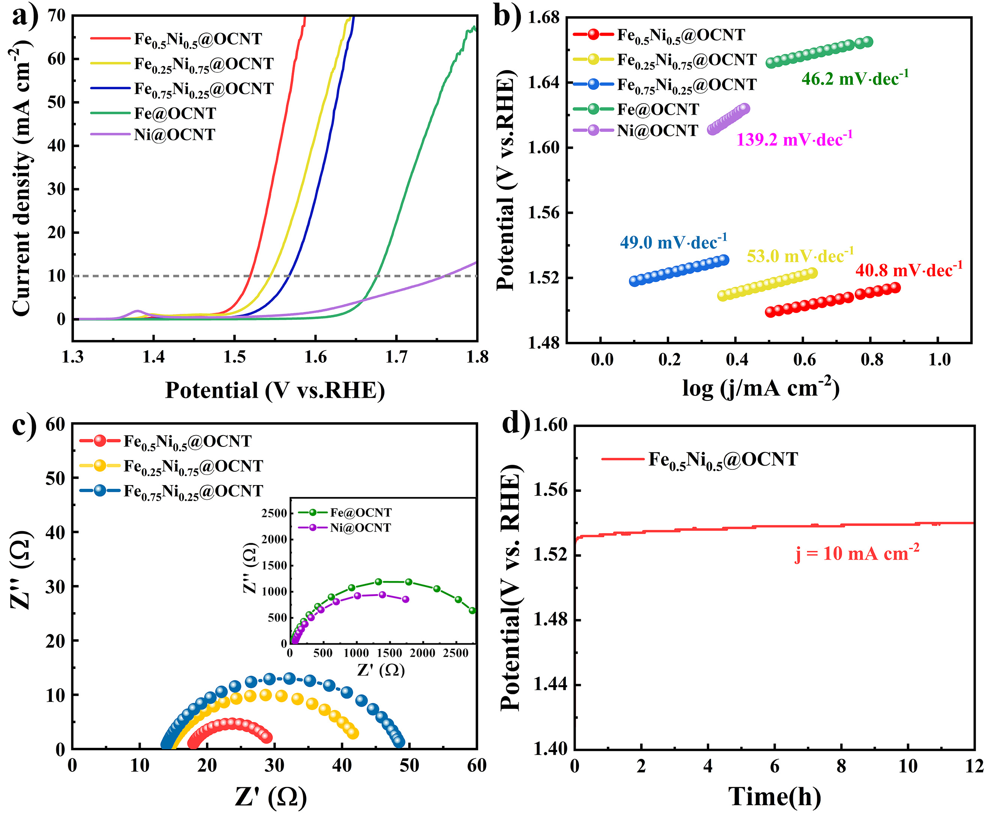 a)
70
60
50
40
30
20
10
0
Current density (mA cm⁻²)
Fe₀.₅Ni₀.₅@OCNT
Fe₀.₂₅Ni₀.₇₅@OCNT
Fe₀.₇₅Ni₀.₂₅@OCNT
Fe@OCNT
Ni@OCNT
1.3 1.4 1.5 1.6 1.7 1.8
Potential (V vs.RHE)
b)
1.68
1.64
1.60
1.56
1.52
1.48
Potential (V vs.RHE)
Fe₀.₅Ni₀.₅@OCNT
Fe₀.₂₅Ni₀.₇₅@OCNT
Fe₀.₇₅Ni₀.₂₅@OCNT
Fe@OCNT
Ni@OCNT
46.2 mV·dec⁻¹
139.2 mV·dec⁻¹
49.0 mV·dec⁻¹
53.0 mV·dec⁻¹
40.8 mV·dec⁻¹
0.0 0.2 0.4 0.6 0.8 1.0
log (j/mA cm⁻²)
c)
60
50
40
30
20
10
0
Z'' (Ω)
Fe₀.₅Ni₀.₅@OCNT
Fe₀.₂₅Ni₀.₇₅@OCNT
Fe₀.₇₅Ni₀.₂₅@OCNT
2500
2000
1500
1000
500
0
Z'' (Ω)
Fe@OCNT
Ni@OCNT
0 500 1000 1500 2000 2500
Z' (Ω)
0 10 20 30 40 50 60
Z' (Ω)
d)
1.60
1.56
1.52
1.48
1.44
1.40
Potential(V vs. RHE)
Fe₀.₅Ni₀.₅@OCNT
j = 10 mA cm⁻²
0 2 4 6 8 10 12
Time(h)